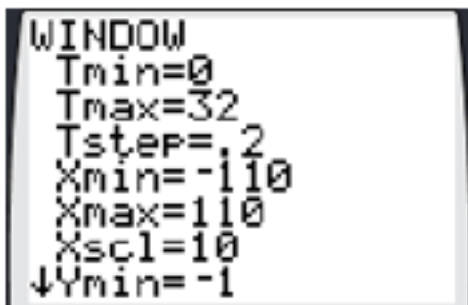 WINDOW
Tmin=0
Tmax=32
Tstep=.2
Xmin=-110
Xmax=110
Xscl=10
↓Ymin=-1